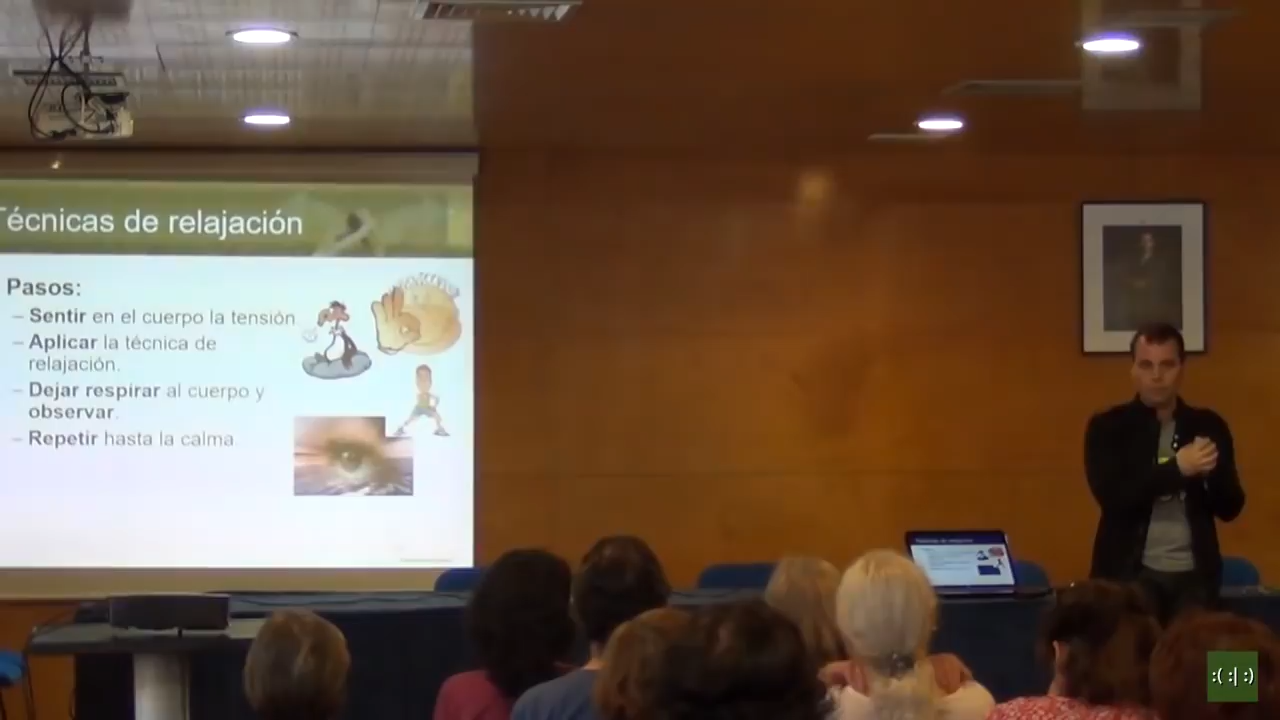 Técnicas de relajación
Pasos:
– Sentir en el cuerpo la tensión
– Aplicar la técnica de
relajación.
– Dejar respirar al cuerpo y
observar.
– Repetir hasta la calma
:( :| :)